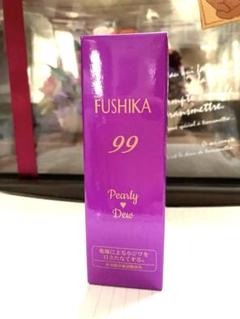 FUSHIKA
99
Pearly
♥
Dew
乾燥による小ジワを
目立たなくする。
transmettre.